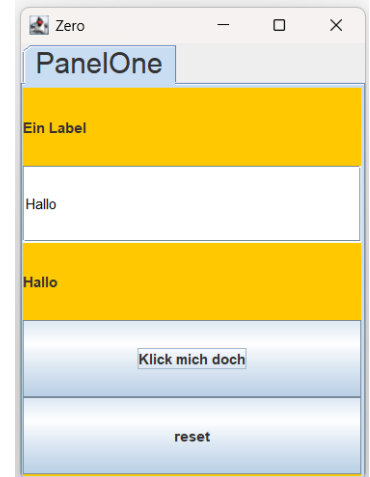 Zero
PanelOne
Ein Label
Hallo
Hallo
Klick mich doch
reset